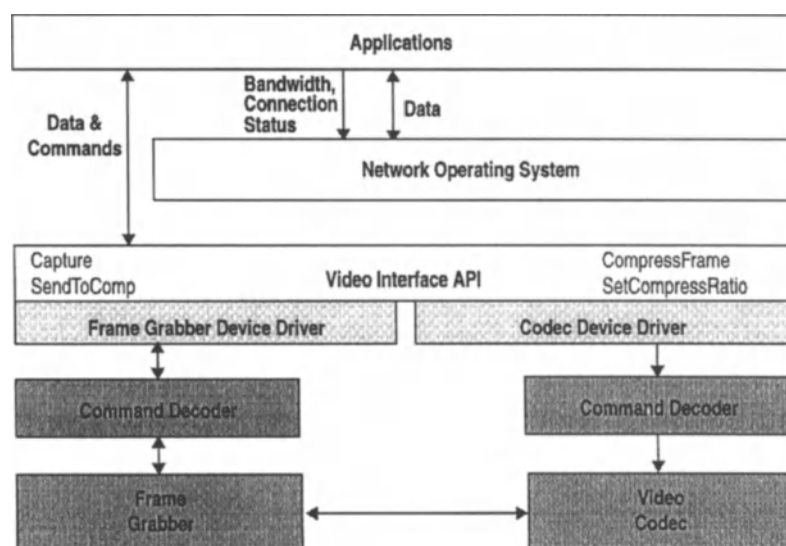 Applications
Bandwidth,
Connection
Status
Data
Data &
Commands
Network Operating System
Capture
SendToComp
Video Interface API
CompressFrame
SetCompressRatio
Frame Grabber Device Driver
Codec Device Driver
Command Decoder
Command Decoder
Frame
Grabber
Video
Codec